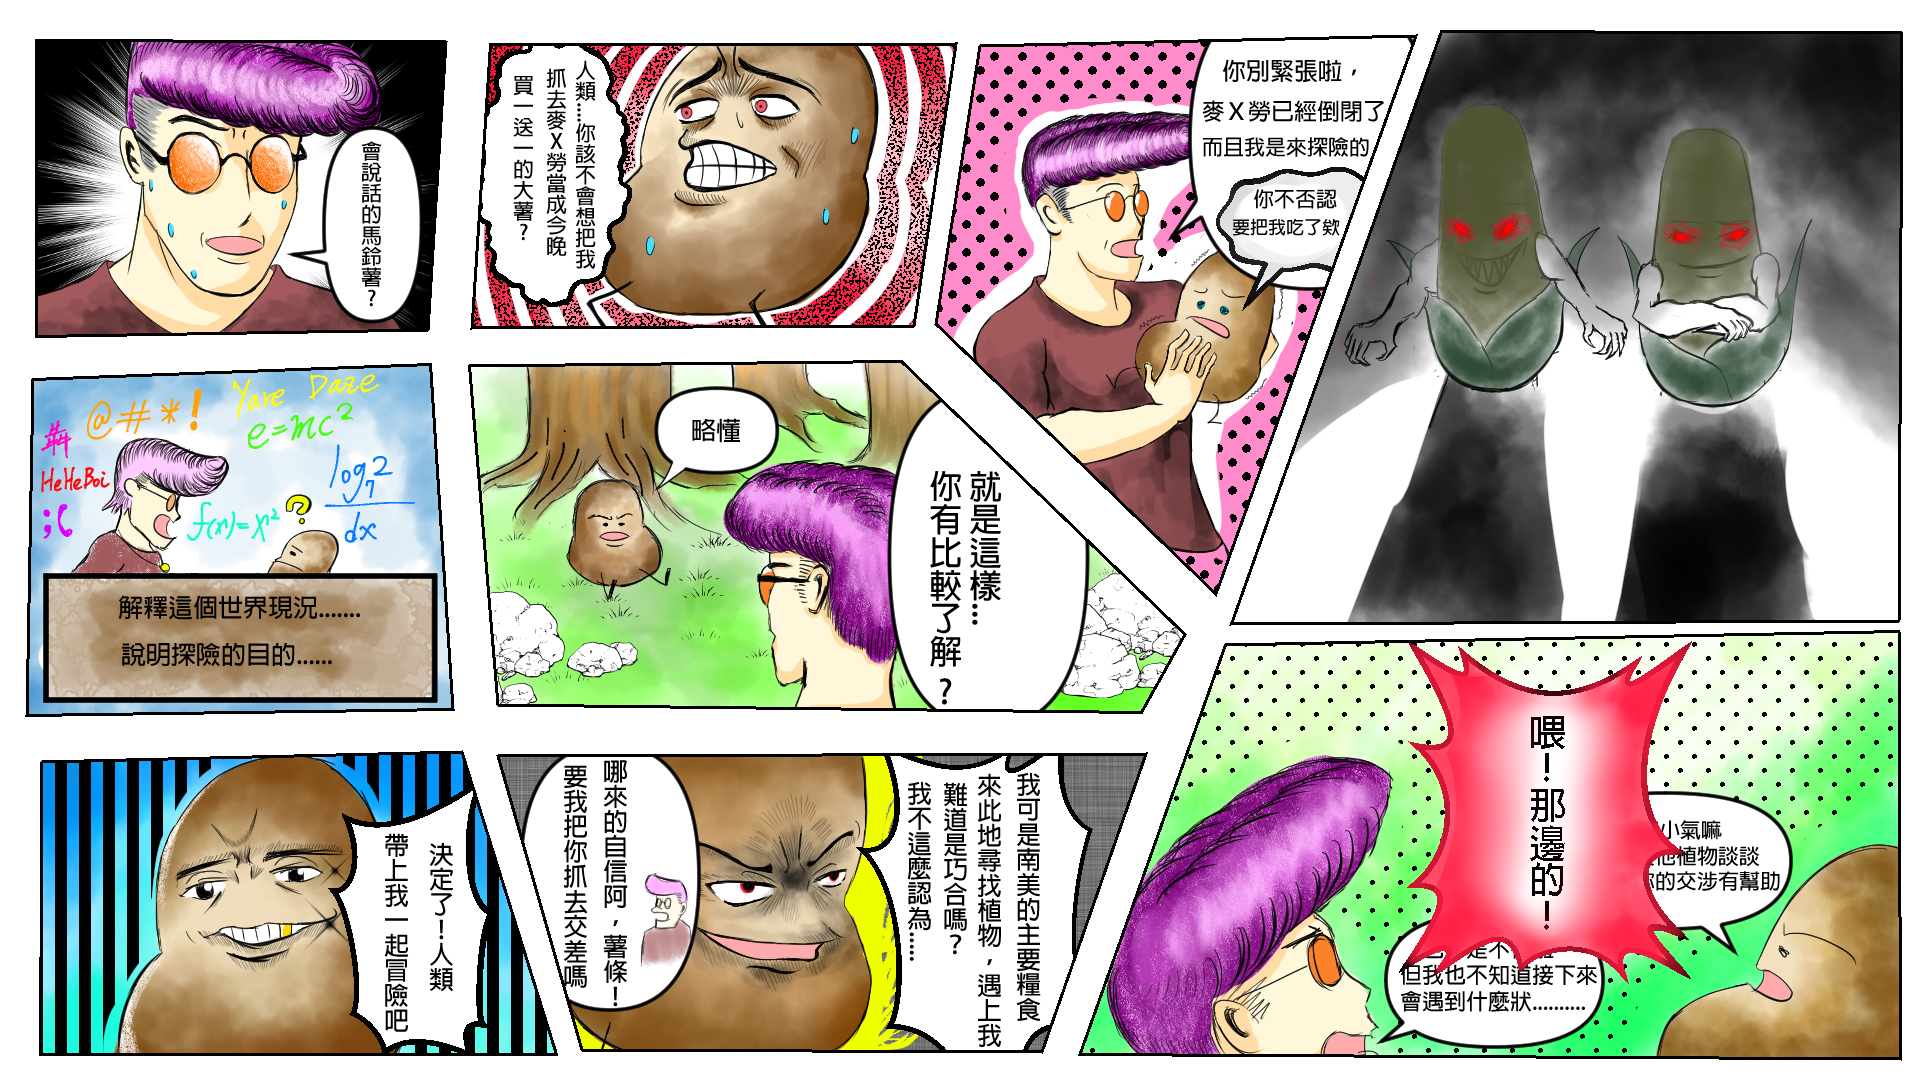 會說話的馬鈴薯？
人類......你該不會想把我
抓去麥X勞當成今晚
買一送一的大薯？
你別緊張啦，
麥X勞已經倒閉了
而且我是來探險的
你不否認
要把我吃了欸
@#*!
Yare Daze
e=mc²
HeHeBoi
;(
f(x)=x²
?
log₇2
dx
解釋這個世界現況.......
說明探險的目的......
就是這樣...
你有比較了解?
略懂
決定了!人類
帶上我一起冒險吧
哪來的自信阿，薯條!
要我把你抓去交差嗎
我可是南美的主要糧食
來此地尋找植物，遇上我
難道是巧合嗎?
我不這麼認為......
喂!那邊的!
小氣嘛
他植物談談
的交涉有幫助
是不
但我也不知道接下來
會遇到什麼狀..........